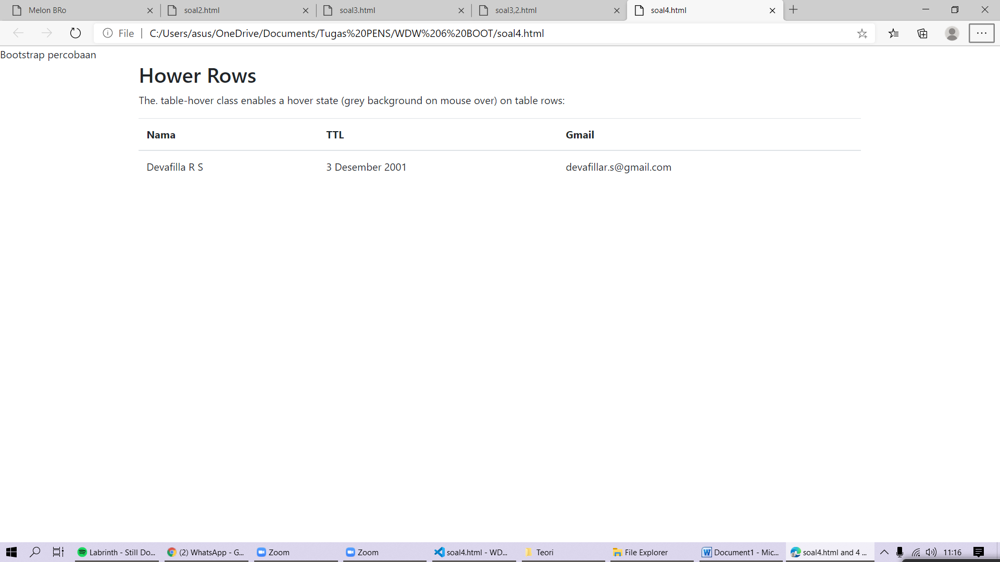 Melon BRo
soal2.html
soal3.html
soal3,2.html
soal4.html
File
C:/Users/asus/OneDrive/Documents/Tugas%20PENS/WDW%206%20BOOT/soal4.html
Bootstrap percobaan
Hower Rows
The. table-hover class enables a hover state (grey background on mouse over) on table rows:
Nama TTL Gmail
Devafilla R S 3 Desember 2001 devafillar.s@gmail.com
Labrinth - Still Do...
(2) WhatsApp - G...
Zoom
Zoom
soal4.html - WD...
Teori
File Explorer
Document1 - Mic...
soal4.html and 4 ...
11:16